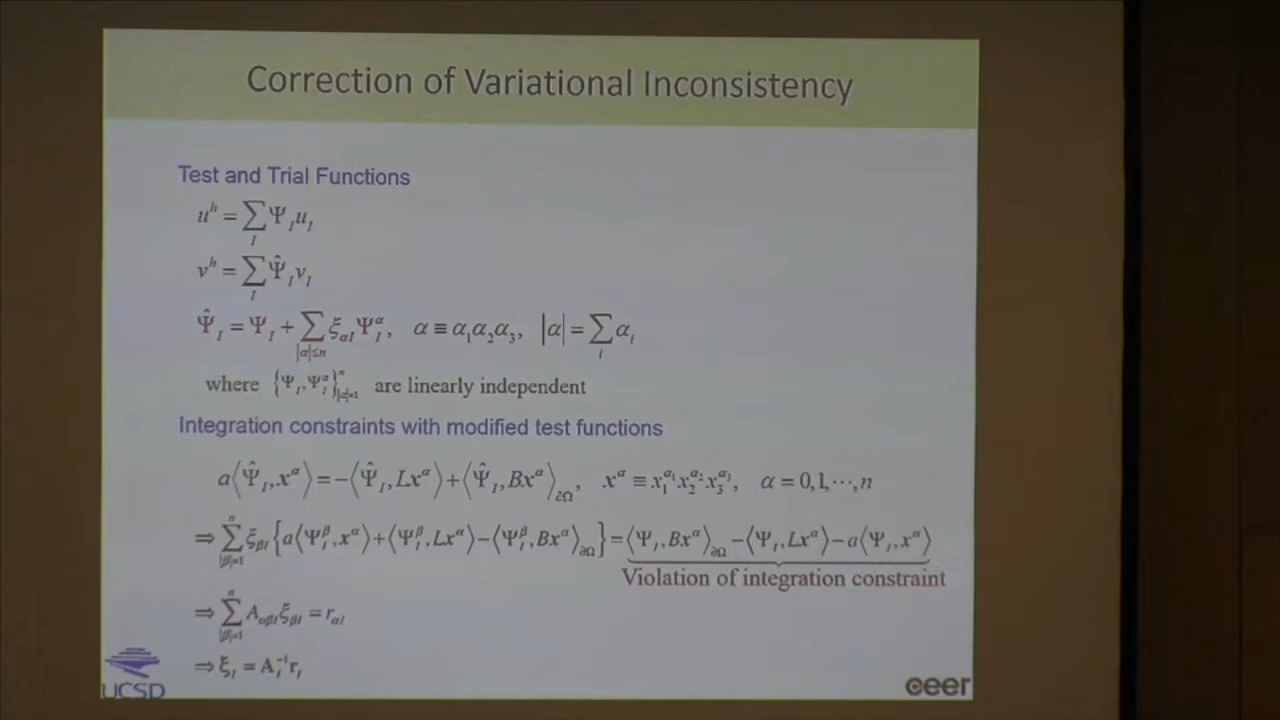 Correction of Variational Inconsistency
Test and Trial Functions
u^h = ∑_I Ψ_I u_I
v^h = ∑_I Ψ̂_I v_I
Ψ̂_I = Ψ_I + ∑_{|α|≤n} ξ_{αI} Ψ_I^α, α ≡ α_1α_2α_3, |α| = ∑_i α_i
where {Ψ_I, Ψ_I^α}_{|α|=1}^n are linearly independent
Integration constraints with modified test functions
a⟨Ψ̂_I, x^α⟩ = −⟨Ψ̂_I, Lx^α⟩ + ⟨Ψ̂_I, Bx^α⟩_{∂Ω}, x^α ≡ x_1^{α_1} x_2^{α_2} x_3^{α_3}, α = 0,1,⋯,n
⇒ ∑_{|β|=1}^n ξ_{βI} {a⟨Ψ_I^β, x^α⟩ + ⟨Ψ_I^β, Lx^α⟩ − ⟨Ψ_I^β, Bx^α⟩_{∂Ω}} = ⟨Ψ_I, Bx^α⟩_{∂Ω} − ⟨Ψ_I, Lx^α⟩ − a⟨Ψ_I, x^α⟩
Violation of integration constraint
⇒ ∑_{|β|=1}^n A_{αβI} ξ_{βI} = r_{αI}
⇒ ξ_I = A_I^{-1} r_I
UCSD
ceer